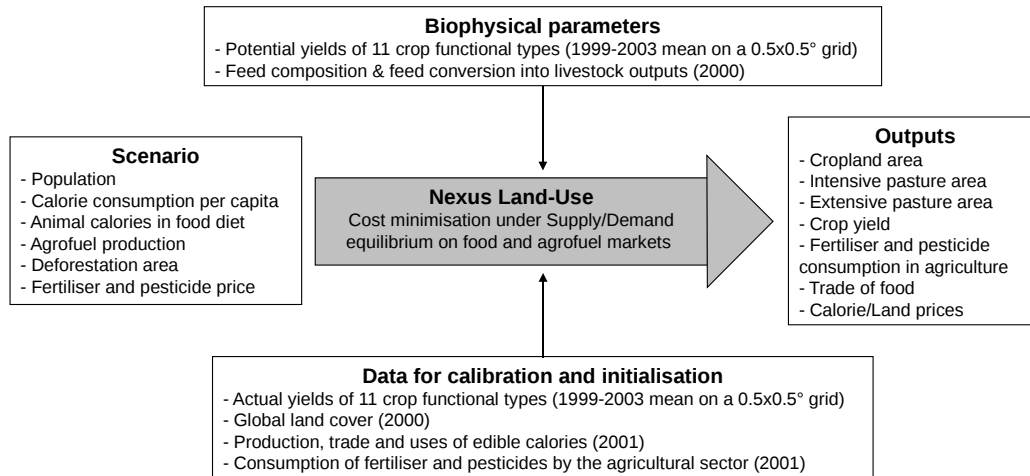 Biophysical parameters
- Potential yields of 11 crop functional types (1999-2003 mean on a 0.5x0.5° grid)
- Feed composition & feed conversion into livestock outputs (2000)
Scenario
- Population
- Calorie consumption per capita
- Animal calories in food diet
- Agrofuel production
- Deforestation area
- Fertiliser and pesticide price
Nexus Land-Use
Cost minimisation under Supply/Demand
equilibrium on food and agrofuel markets
Outputs
- Cropland area
- Intensive pasture area
- Extensive pasture area
- Crop yield
- Fertiliser and pesticide
consumption in agriculture
- Trade of food
- Calorie/Land prices
Data for calibration and initialisation
- Actual yields of 11 crop functional types (1999-2003 mean on a 0.5x0.5° grid)
- Global land cover (2000)
- Production, trade and uses of edible calories (2001)
- Consumption of fertiliser and pesticides by the agricultural sector (2001)